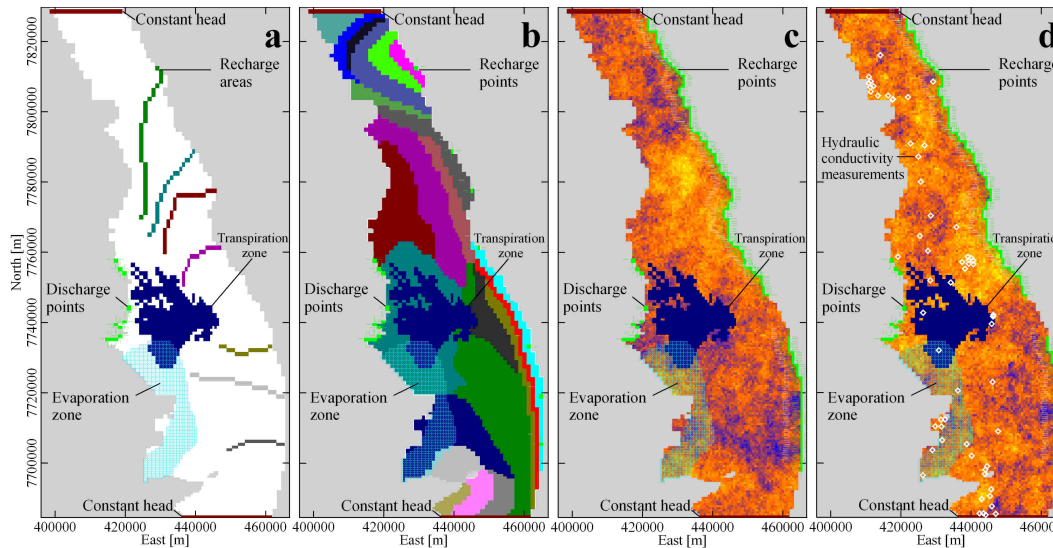 a
Constant head
Recharge
areas
Transpiration
zone
Discharge
points
Evaporation
zone
Constant head
North [m]
7820000
7800000
7780000
7760000
7740000
7720000
7700000
400000 420000 440000 460000
East [m]
b
Constant head
Recharge
points
Transpiration
zone
Discharge
points
Evaporation
zone
Constant head
400000 420000 440000 460000
East [m]
c
Constant head
Recharge
points
Transpiration
zone
Discharge
points
Evaporation
zone
Constant head
400000 420000 440000 460000
East [m]
d
Constant head
Recharge
points
Hydraulic
conductivity
measurements
Transpiration
zone
Discharge
points
Evaporation
zone
Constant head
400000 420000 440000 460000
East [m]